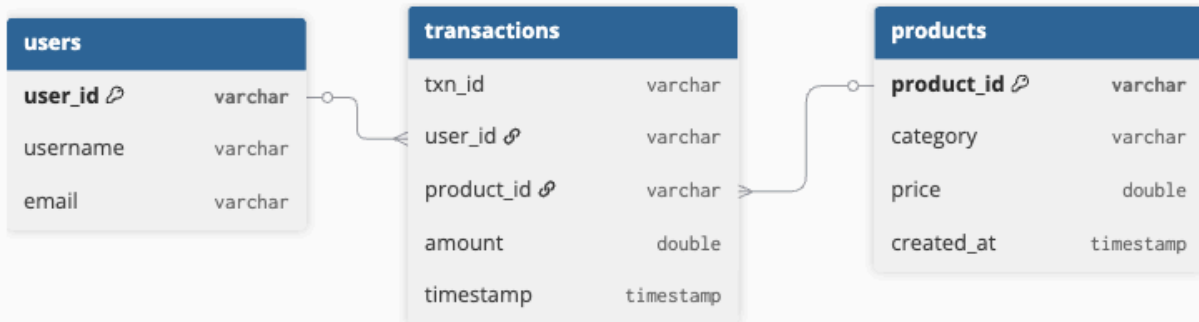 users
user_id varchar
username varchar
email varchar
transactions
txn_id varchar
user_id varchar
product_id varchar
amount double
timestamp timestamp
products
product_id varchar
category varchar
price double
created_at timestamp